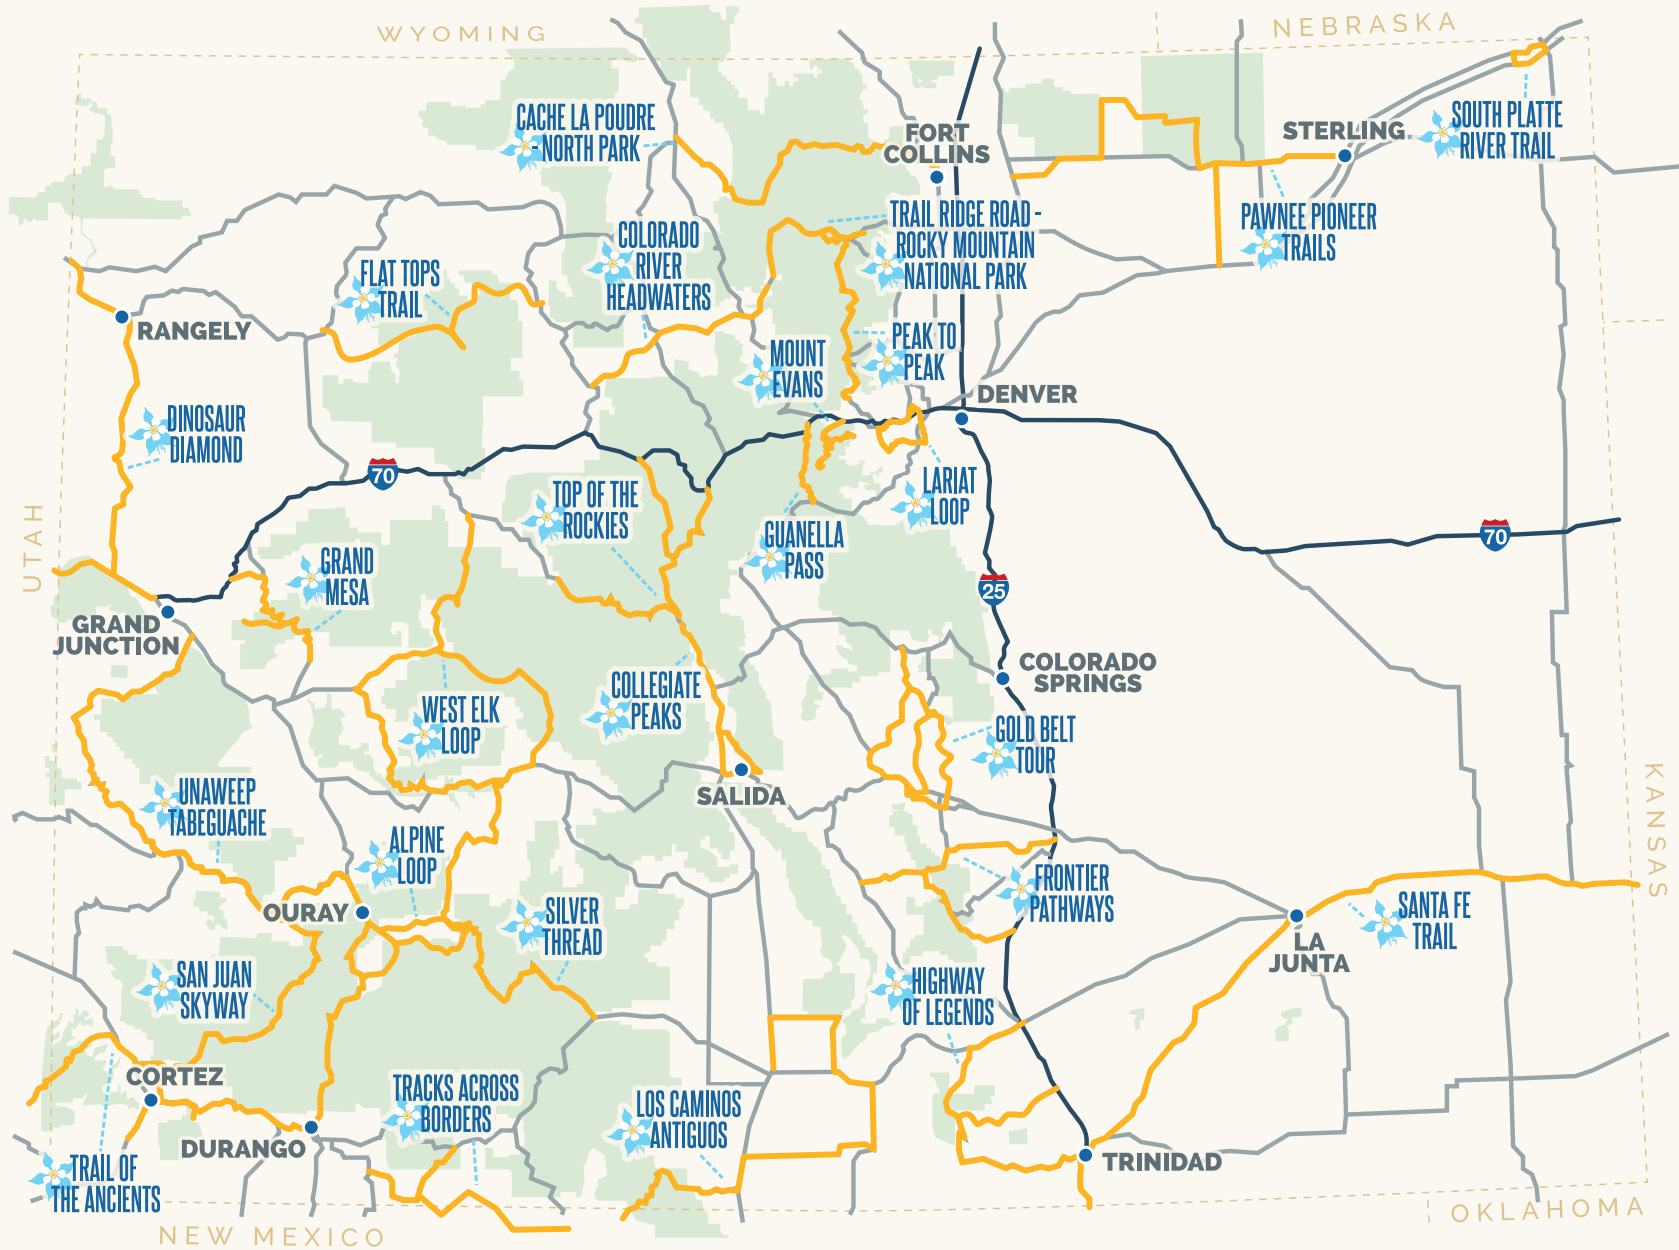 WYOMING
NEBRASKA
CACHE LA POUDRE
- NORTH PARK
FORT
COLLINS
STERLING
SOUTH PLATTE
RIVER TRAIL
TRAIL RIDGE ROAD -
ROCKY MOUNTAIN
NATIONAL PARK
PAWNEE PIONEER
TRAILS
COLORADO
RIVER
HEADWATERS
FLAT TOPS
TRAIL
RANGELY
PEAK TO
PEAK
MOUNT
EVANS
DENVER
DINOSAUR
DIAMOND
70
LARIAT
LOOP
TOP OF THE
ROCKIES
GUANELLA
PASS
70
UTAH
GRAND
MESA
25
GRAND
JUNCTION
COLORADO
SPRINGS
COLLEGIATE
PEAKS
WEST ELK
LOOP
GOLD BELT
TOUR
SALIDA
UNAWEEP
TABEGUACHE
KANSAS
ALPINE
LOOP
FRONTIER
PATHWAYS
OURAY
SILVER
THREAD
SANTA FE
TRAIL
LA
JUNTA
SAN JUAN
SKYWAY
HIGHWAY
OF LEGENDS
CORTEZ
TRACKS ACROSS
BORDERS
LOS CAMINOS
ANTIGUOS
DURANGO
TRINIDAD
TRAIL OF
THE ANCIENTS
NEW MEXICO
OKLAHOMA